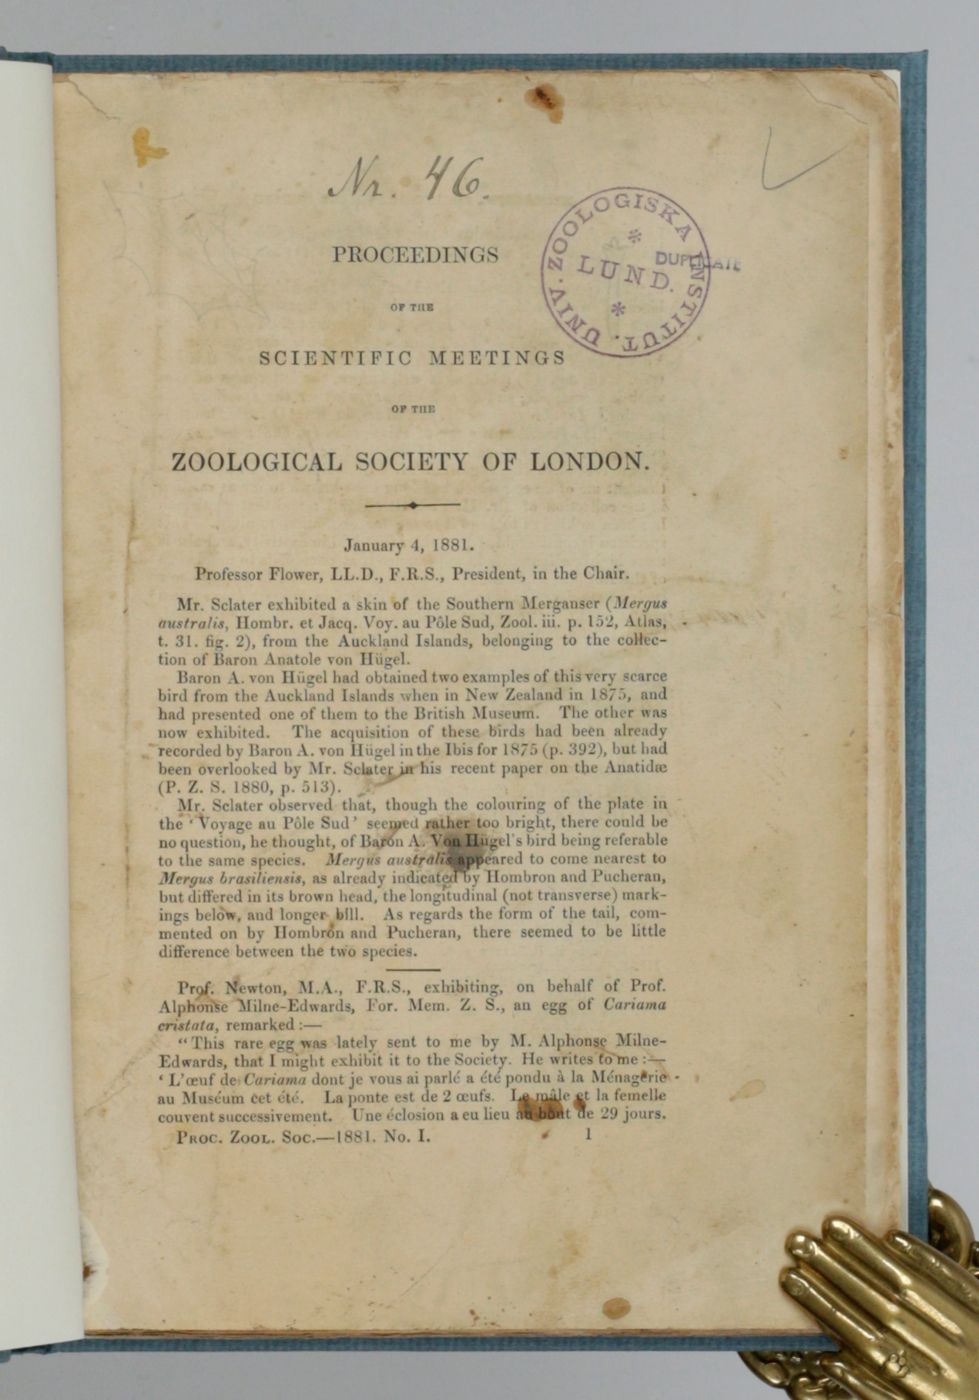 Nr. 46.
UNIV. ZOOLOGISKA INSTITUT.
LUND.
DUPLICATE
PROCEEDINGS
OF THE
SCIENTIFIC MEETINGS
OF THE
ZOOLOGICAL SOCIETY OF LONDON.
January 4, 1881.
Professor Flower, LL.D., F.R.S., President, in the Chair.
Mr. Sclater exhibited a skin of the Southern Merganser (Mergus
australis, Hombr. et Jacq. Voy. au Pôle Sud, Zool. iii. p. 152, Atlas,
t. 31. fig. 2), from the Auckland Islands, belonging to the collec-
tion of Baron Anatole von Hügel.
Baron A. von Hügel had obtained two examples of this very scarce
bird from the Auckland Islands when in New Zealand in 1875, and
had presented one of them to the British Museum. The other was
now exhibited. The acquisition of these birds had been already
recorded by Baron A. von Hügel in the Ibis for 1875 (p. 392), but had
been overlooked by Mr. Sclater in his recent paper on the Anatidæ
(P. Z. S. 1880, p. 513).
Mr. Sclater observed that, though the colouring of the plate in
the ‘Voyage au Pôle Sud’ seemed rather too bright, there could be
no question, he thought, of Baron A. Von Hügel's bird being referable
to the same species. Mergus australis appeared to come nearest to
Mergus brasiliensis, as already indicated by Hombron and Pucheran,
but differed in its brown head, the longitudinal (not transverse) mark-
ings below, and longer bill. As regards the form of the tail, com-
mented on by Hombron and Pucheran, there seemed to be little
difference between the two species.
Prof. Newton, M.A., F.R.S., exhibiting, on behalf of Prof.
Alphonse Milne-Edwards, For. Mem. Z. S., an egg of Cariama
cristata, remarked :—
“This rare egg was lately sent to me by M. Alphonse Milne-
Edwards, that I might exhibit it to the Society. He writes to me :—
‘L'œuf de Cariama dont je vous ai parlé a été pondu à la Ménagerie
au Muséum cet été. La ponte est de 2 œufs. Le mâle et la femelle
couvent successivement. Une éclosion a eu lieu au bout de 29 jours.
PROC. ZOOL. SOC.—1881. No. I. 1